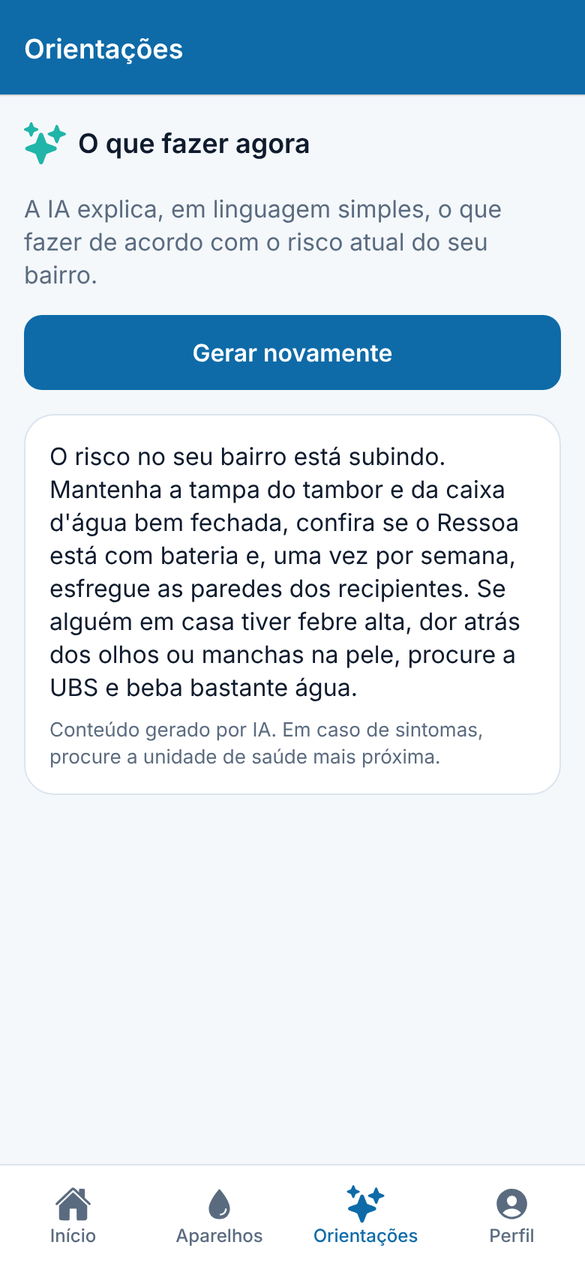 Orientações
O que fazer agora
A IA explica, em linguagem simples, o que
fazer de acordo com o risco atual do seu
bairro.
Gerar novamente
O risco no seu bairro está subindo.
Mantenha a tampa do tambor e da caixa
d'água bem fechada, confira se o Ressoa
está com bateria e, uma vez por semana,
esfregue as paredes dos recipientes. Se
alguém em casa tiver febre alta, dor atrás
dos olhos ou manchas na pele, procure a
UBS e beba bastante água.
Conteúdo gerado por IA. Em caso de sintomas,
procure a unidade de saúde mais próxima.
Início
Aparelhos
Orientações
Perfil